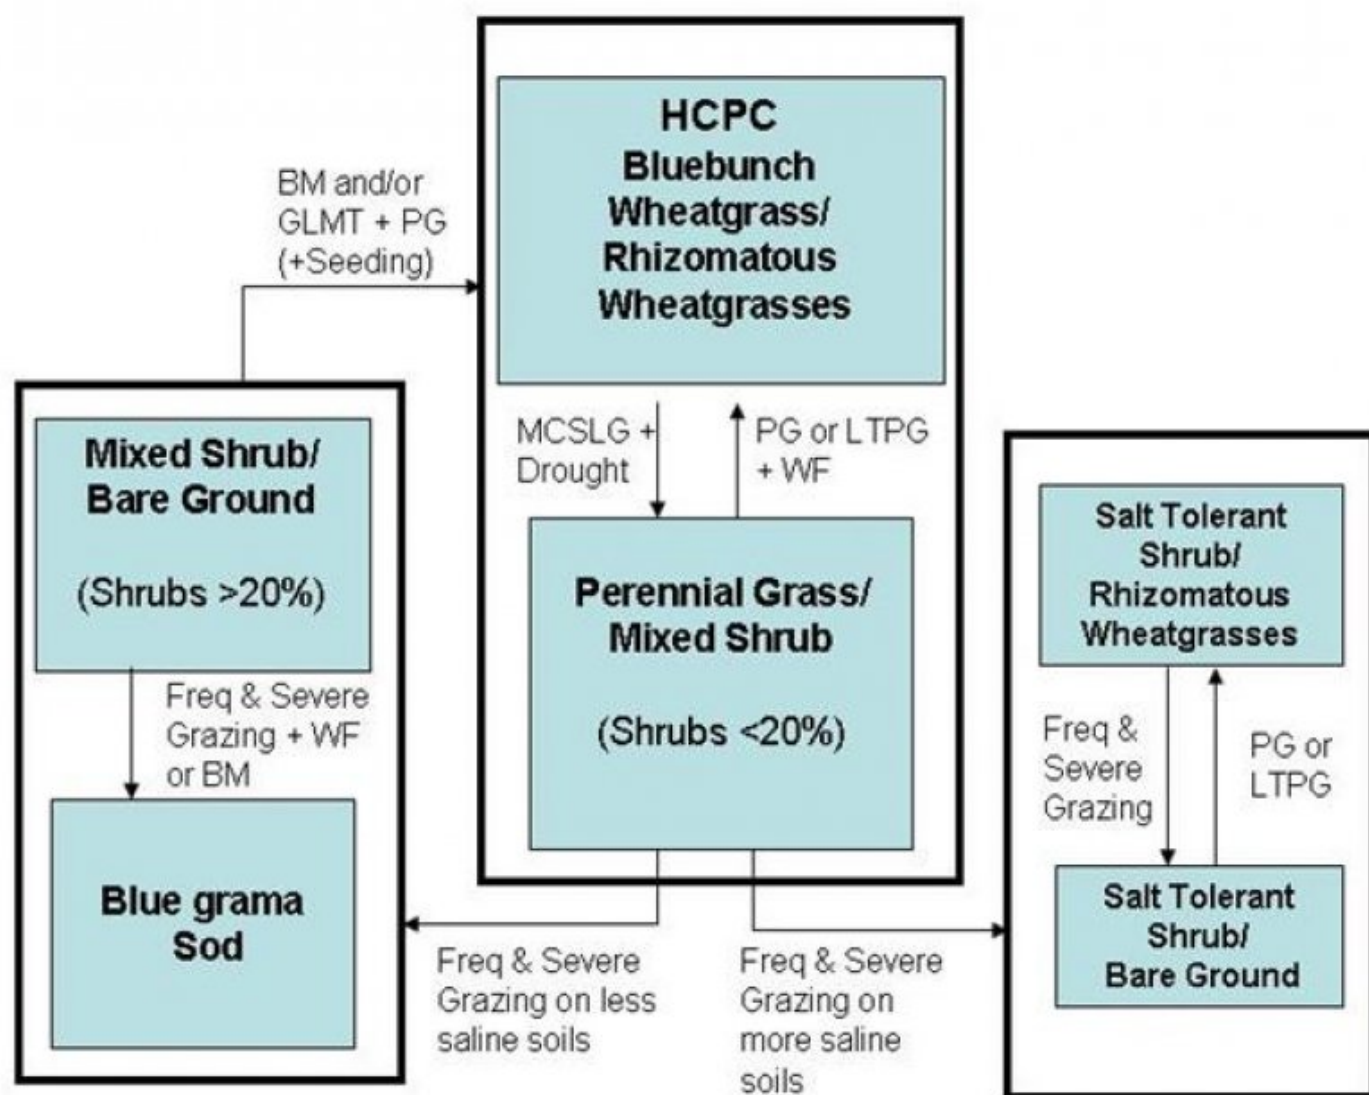 HCPC
Bluebunch
Wheatgrass/
Rhizomatous
Wheatgrasses
BM and/or
GLMT + PG
(+Seeding)
MCSLG +
Drought
PG or LTPG
+ WF
Mixed Shrub/
Bare Ground
(Shrubs >20%)
Perennial Grass/
Mixed Shrub
(Shrubs <20%)
Salt Tolerant
Shrub/
Rhizomatous
Wheatgrasses
Freq & Severe
Grazing + WF
or BM
Freq &
Severe
Grazing
PG or
LTPG
Blue grama
Sod
Salt Tolerant
Shrub/
Bare Ground
Freq & Severe
Grazing on less
saline soils
Freq & Severe
Grazing on
more saline
soils